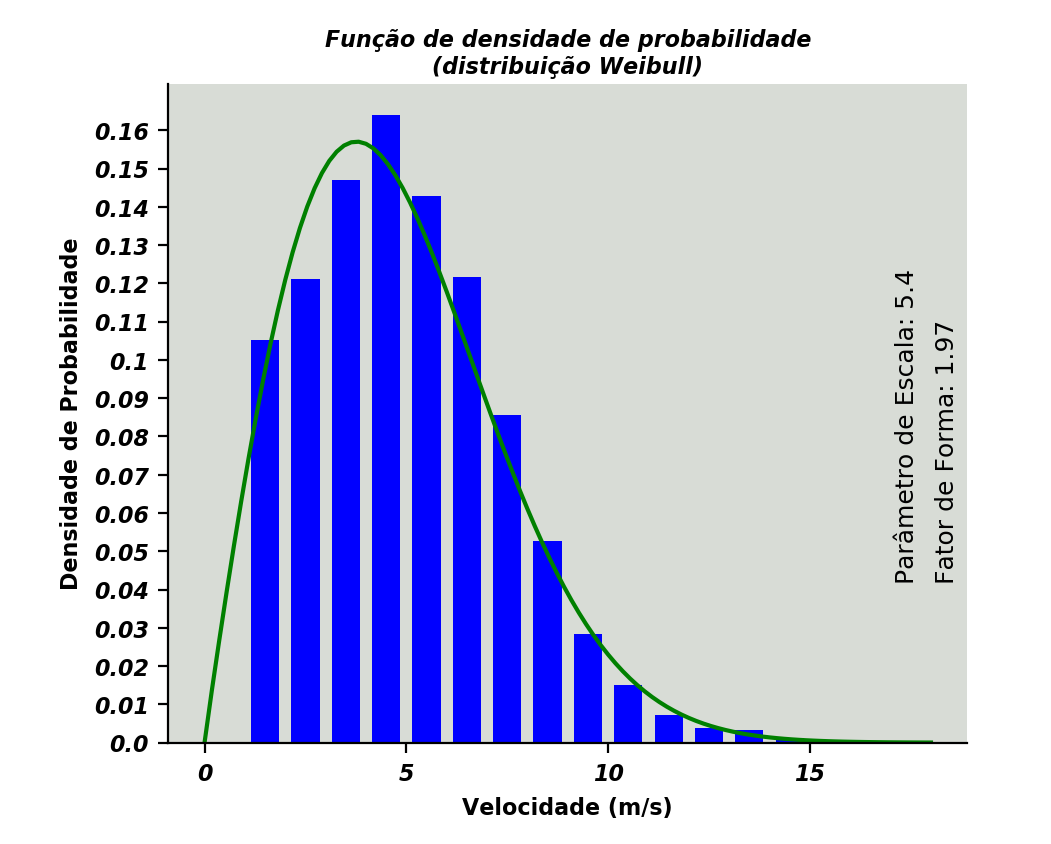 Função de densidade de probabilidade
(distribuição Weibull)
Densidade de Probabilidade
0.16
0.15
0.14
0.13
0.12
0.11
0.1
0.09
0.08
0.07
0.06
0.05
0.04
0.03
0.02
0.01
0.0
Parâmetro de Escala: 5.4
Fator de Forma: 1.97
0 5 10 15
Velocidade (m/s)